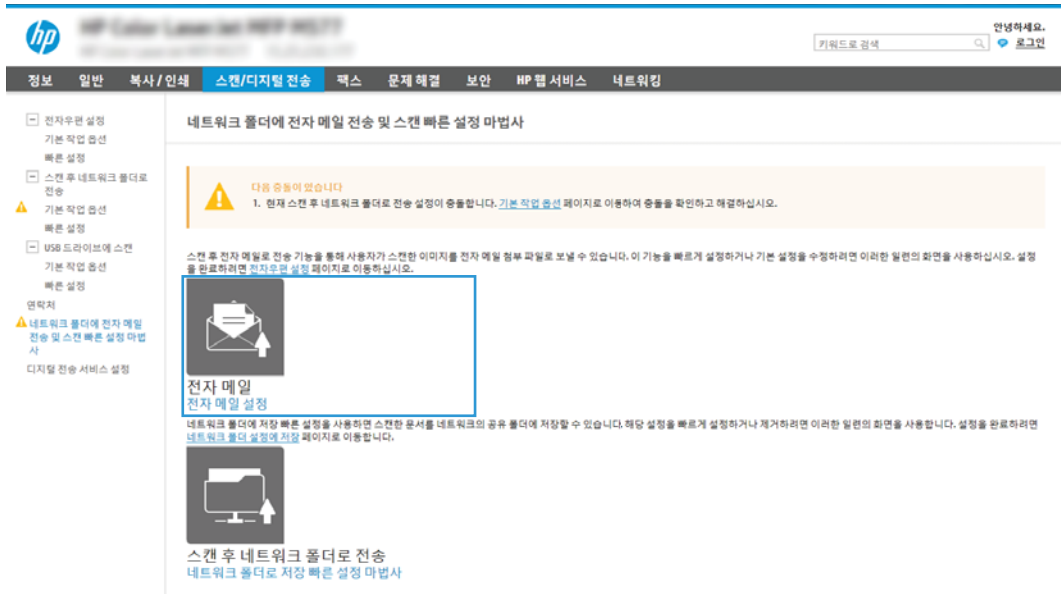 hp
안녕하세요.
키워드로 검색
로그인
정보 일반 복사 / 인쇄 스캔/디지털 전송 팩스 문제 해결 보안 HP 웹 서비스 네트워킹
전자우편 설정
기본 작업 옵션
빠른 설정
스캔 후 네트워크 폴더로
전송
기본 작업 옵션
빠른 설정
USB 드라이브에 스캔
기본 작업 옵션
빠른 설정
연락처
네트워크 폴더에 전자 메일
전송 및 스캔 빠른 설정 마법
사
디지털 전송 서비스 설정
네트워크 폴더에 전자 메일 전송 및 스캔 빠른 설정 마법사
다음 충돌이 있습니다
1. 현재 스캔 후 네트워크 폴더로 전송 설정이 충돌합니다. 기본 작업 옵션 페이지로 이동하여 충돌을 확인하고 해결하십시오.
스캔 후 전자 메일로 전송 기능을 통해 사용자가 스캔한 이미지를 전자 메일 첨부 파일로 보낼 수 있습니다. 이 기능을 빠르게 설정하거나 기본 설정을 수정하려면 이러한 일련의 화면을 사용하십시오. 설정
을 완료하려면 전자우편 설정 페이지로 이동하십시오.
전자 메일
전자 메일 설정
네트워크 폴더에 저장 빠른 설정을 사용하면 스캔한 문서를 네트워크의 공유 폴더에 저장할 수 있습니다. 해당 설정을 빠르게 설정하거나 제거하려면 이러한 일련의 화면을 사용합니다. 설정을 완료하려면
네트워크 폴더 설정에 저장 페이지로 이동합니다.
스캔 후 네트워크 폴더로 전송
네트워크 폴더로 저장 빠른 설정 마법사